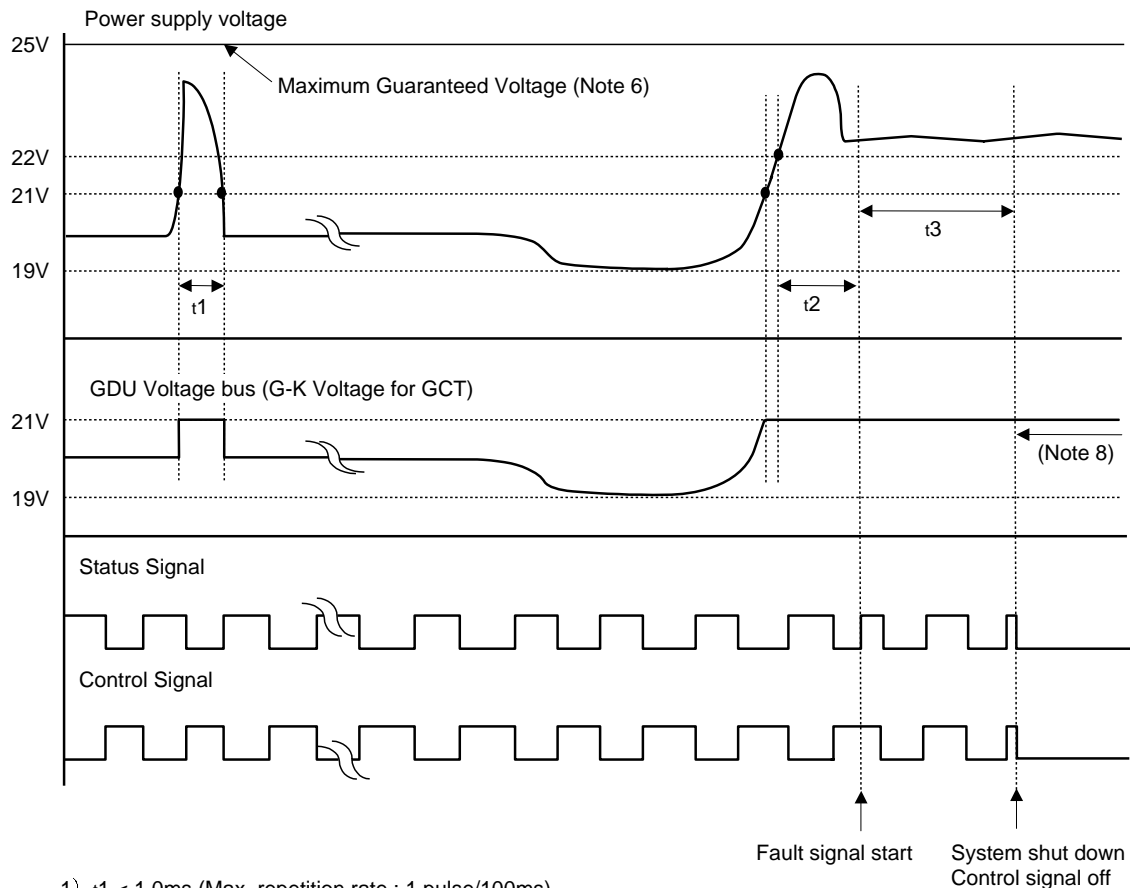 Power supply voltage
25V
Maximum Guaranteed Voltage (Note 6)
22V
21V
t3
19V
t1
t2
GDU Voltage bus (G-K Voltage for GCT)
21V
(Note 8)
19V
Status Signal
Control Signal
Fault signal start
System shut down
Control signal off
1) t1 < 1.0ms (Max. repetition rate : 1 pulse/100ms)